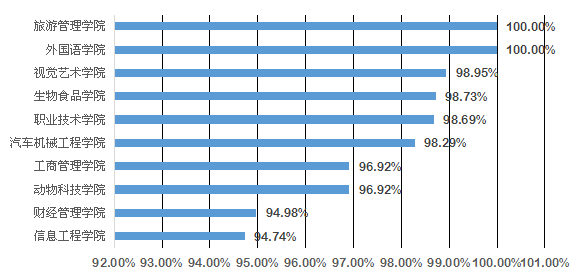 旅游管理学院 100.00%
外国语学院 100.00%
视觉艺术学院 98.95%
生物食品学院 98.73%
职业技术学院 98.69%
汽车机械工程学院 98.29%
工商管理学院 96.92%
动物科技学院 96.92%
财经管理学院 94.98%
信息工程学院 94.74%
92.00% 93.00% 94.00% 95.00% 96.00% 97.00% 98.00% 99.00% 100.00% 101.00%